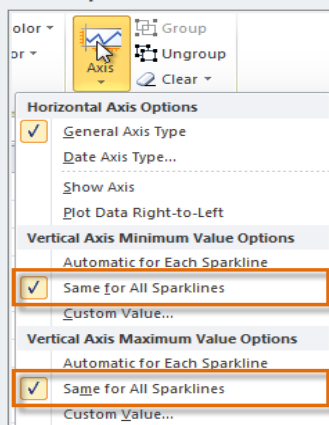 olor Group
or Ungroup
Axis Clear
Horizontal Axis Options
General Axis Type
Date Axis Type...
Show Axis
Plot Data Right-to-Left
Vertical Axis Minimum Value Options
Automatic for Each Sparkline
Same for All Sparklines
Custom Value...
Vertical Axis Maximum Value Options
Automatic for Each Sparkline
Same for All Sparklines
Custom Value...